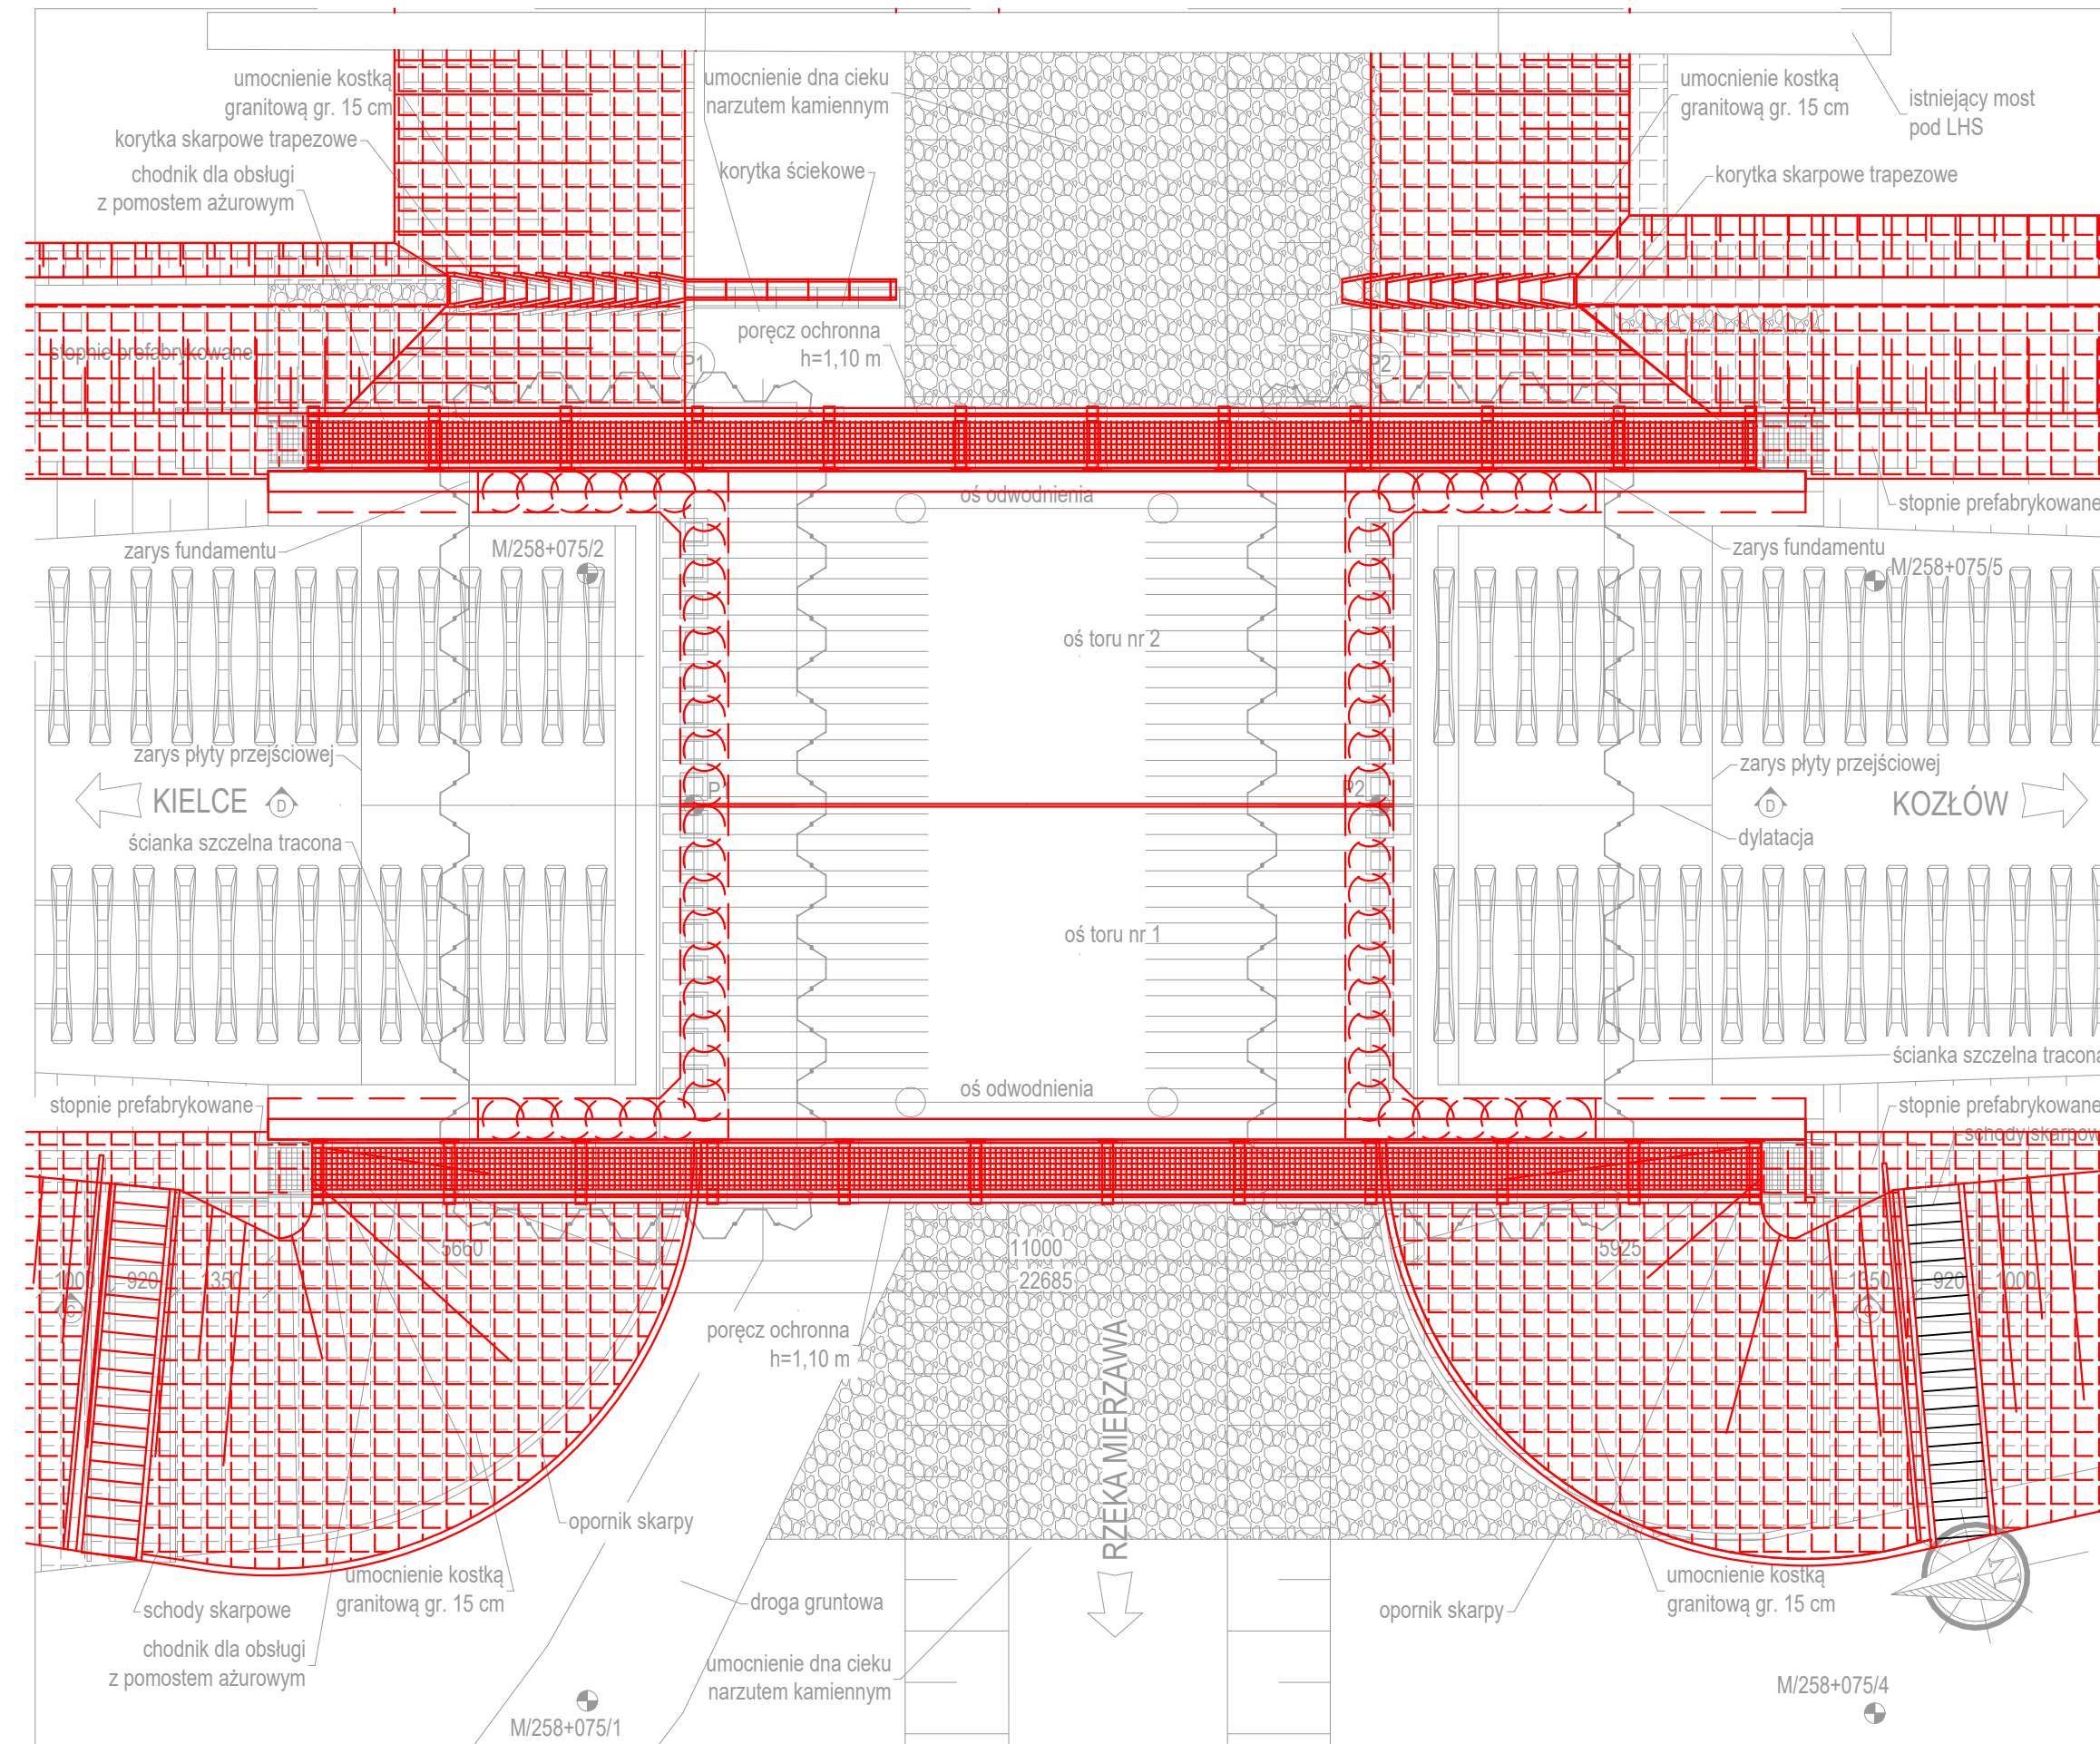 umocnienie kostką
granitową gr. 15 cm
korytka skarpowe trapezowe
chodnik dla obsługi
z pomostem ażurowym
umocnienie dna cieku
narzutem kamiennym
korytka ściekowe
umocnienie kostką
granitową gr. 15 cm
istniejący most
pod LHS
korytka skarpowe trapezowe
stopnie prefabrykowane
poręcz ochronna
h=1,10 m
P1
P2
oś odwodnienia
stopnie prefabrykowane
zarys fundamentu
M/258+075/2
zarys fundamentu
M/258+075/5
oś toru nr 2
zarys płyty przejściowej
zarys płyty przejściowej
KIELCE
D
P1
P2
D
KOZŁÓW
ścianka szczelna tracona
dylatacja
oś toru nr 1
ścianka szczelna tracona
oś odwodnienia
stopnie prefabrykowane
stopnie prefabrykowane
schody skarpow
5660
11000
5925
1000
920
1350
22685
1350
920
1000
C
C
poręcz ochronna
h=1,10 m
RZEKA MIERZAWA
opornik skarpy
umocnienie kostką
granitową gr. 15 cm
schody skarpowe
droga gruntowa
opornik skarpy
umocnienie kostką
granitową gr. 15 cm
N
chodnik dla obsługi
z pomostem ażurowym
umocnienie dna cieku
narzutem kamiennym
M/258+075/1
M/258+075/4